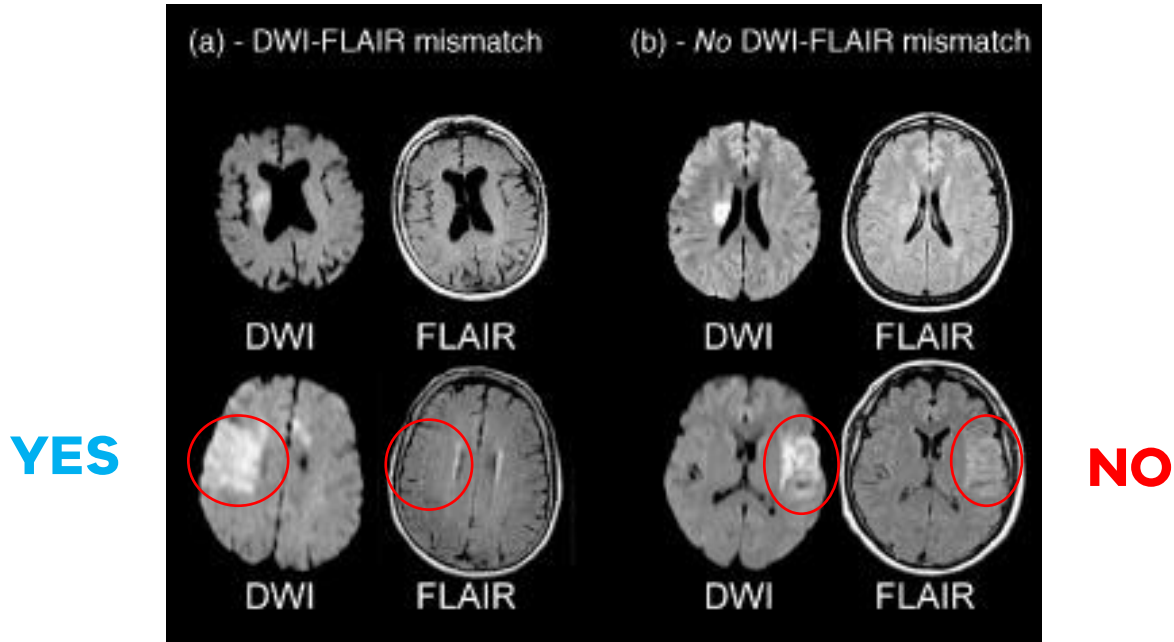 (a) - DWI-FLAIR mismatch
(b) - No DWI-FLAIR mismatch
DWI
FLAIR
DWI
FLAIR
YES
NO
DWI
FLAIR
DWI
FLAIR